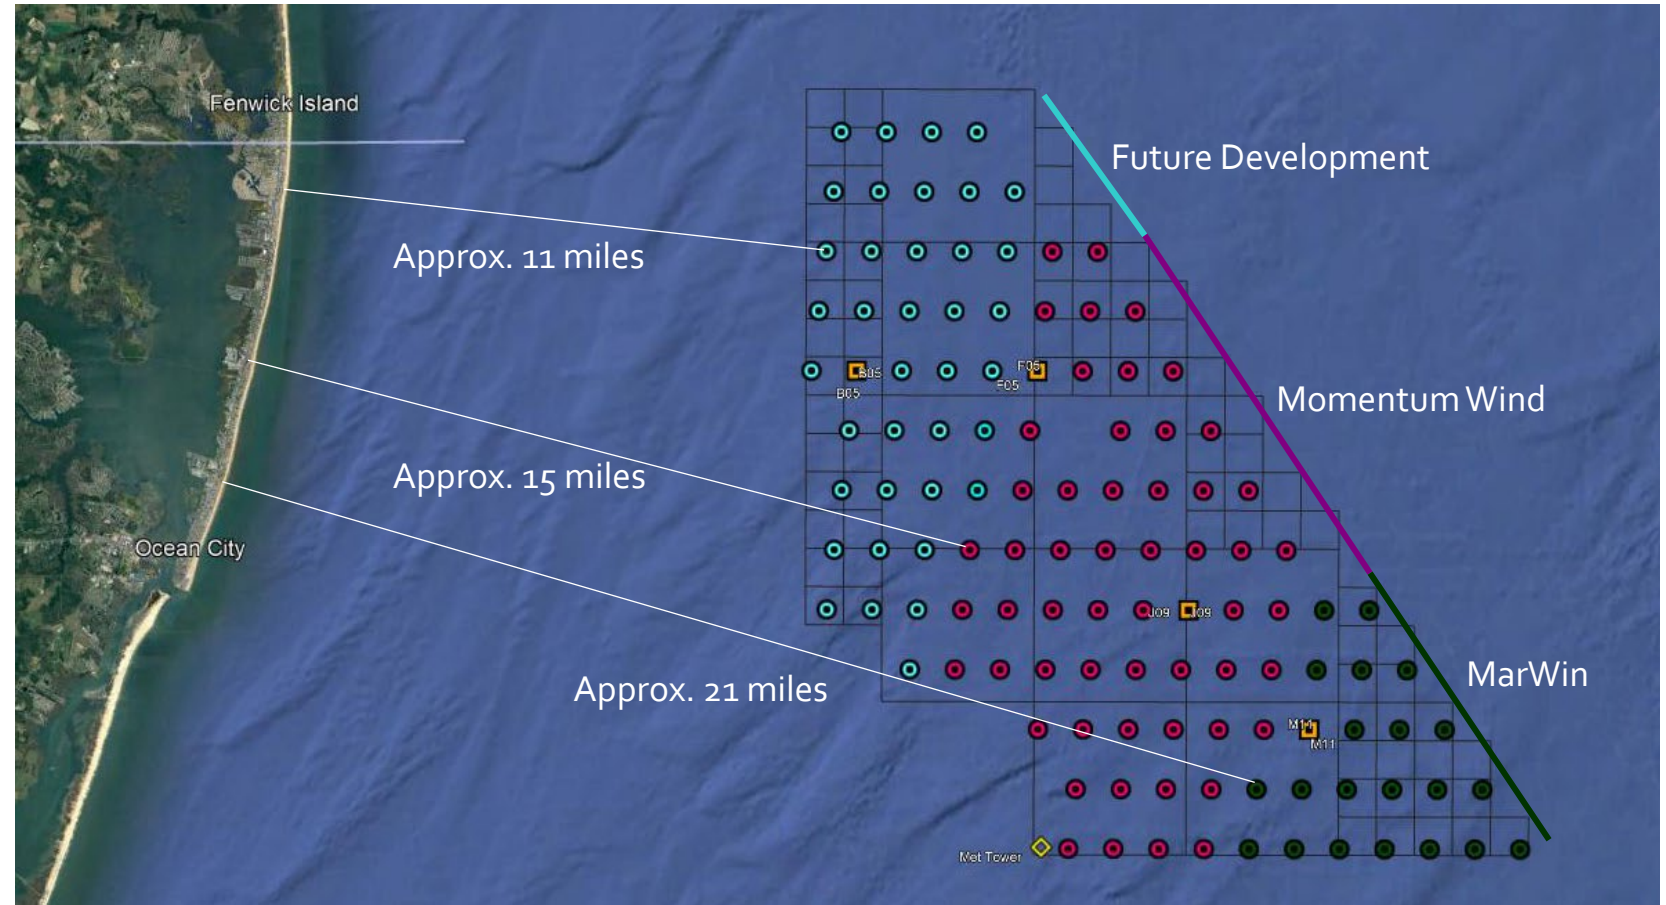 Fenwick Island
Future Development
Approx. 11 miles
F05
B05
F05
B05
Momentum Wind
Approx. 15 miles
Ocean City
J09
J09
MarWin
Approx. 21 miles
M11
M11
Met Tower